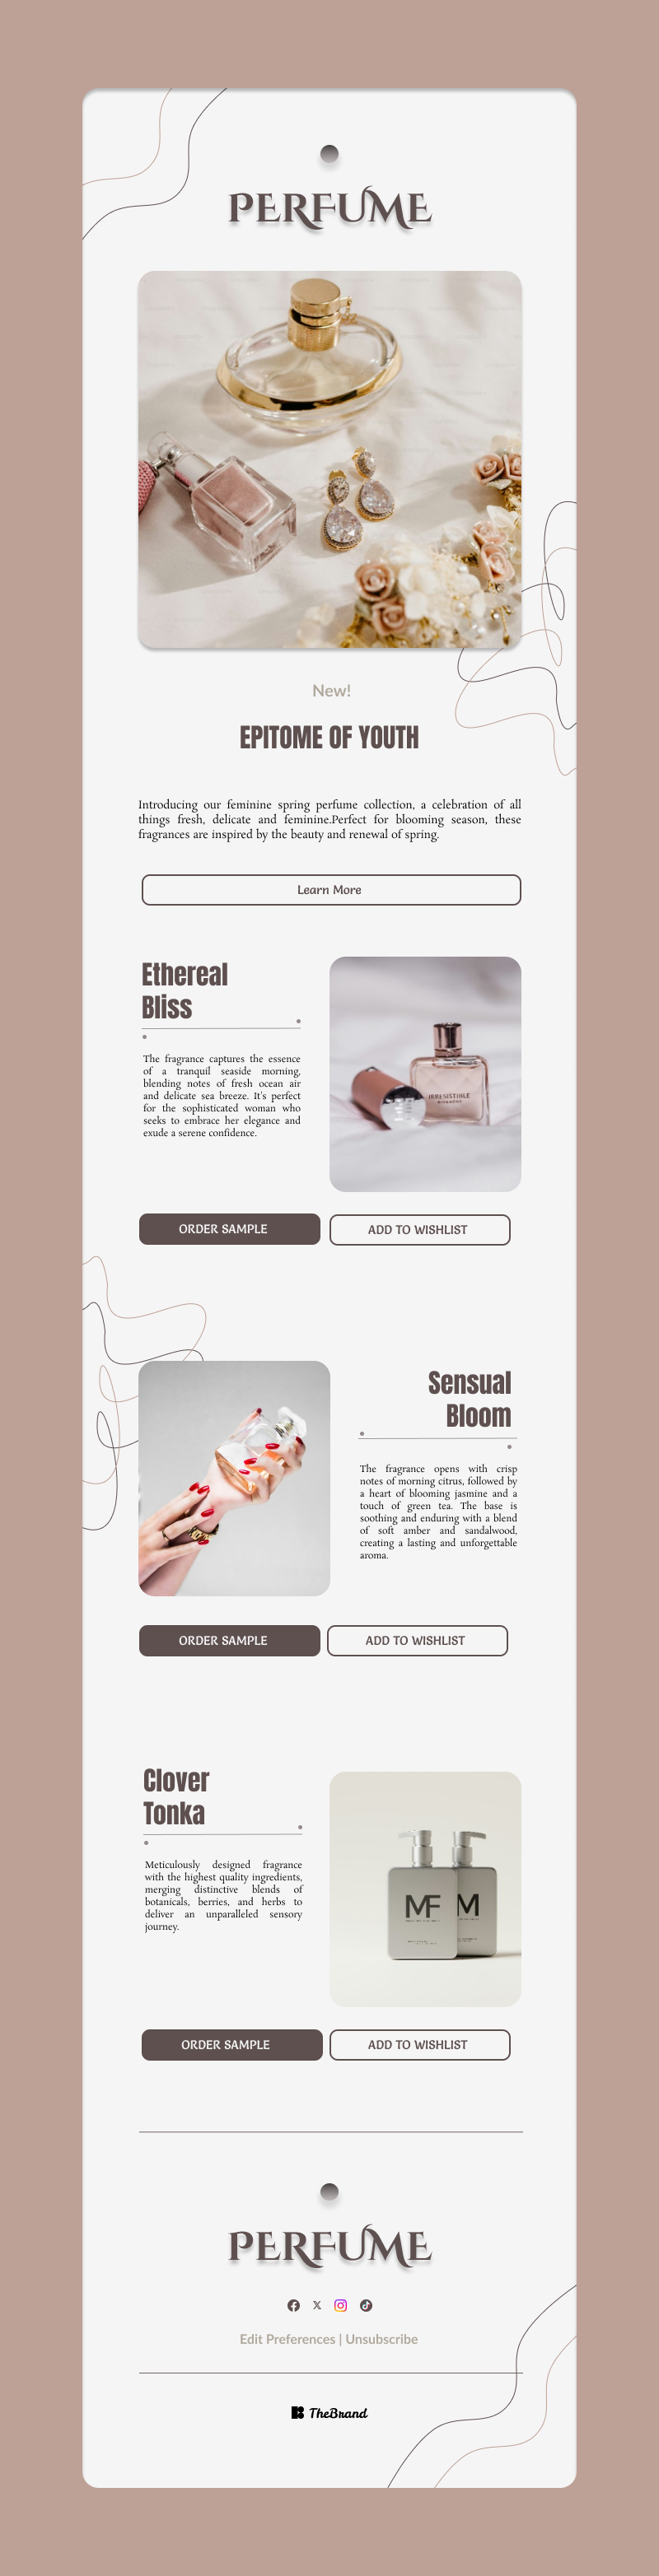 PERFUME
New!
EPITOME OF YOUTH
Introducing our feminine spring perfume collection, a celebration of all
things fresh, delicate and feminine.Perfect for blooming season, these
fragrances are inspired by the beauty and renewal of spring.
Learn More
Ethereal
Bliss
The fragrance captures the essence
of a tranquil seaside morning,
blending notes of fresh ocean air
and delicate sea breeze. It's perfect
for the sophisticated woman who
seeks to embrace her elegance and
exude a serene confidence.
IRRESISTIBLE
GIVENCHY
ORDER SAMPLE
ADD TO WISHLIST
Sensual
Bloom
The fragrance opens with crisp
notes of morning citrus, followed by
a heart of blooming jasmine and a
touch of green tea. The base is
soothing and enduring with a blend
of soft amber and sandalwood,
creating a lasting and unforgettable
aroma.
ORDER SAMPLE
ADD TO WISHLIST
Clover
Tonka
Meticulously designed fragrance
with the highest quality ingredients,
merging distinctive blends of
botanicals, berries, and herbs to
deliver an unparalleled sensory
journey.
MF
M
ORDER SAMPLE
ADD TO WISHLIST
PERFUME
Edit Preferences | Unsubscribe
TheBrand